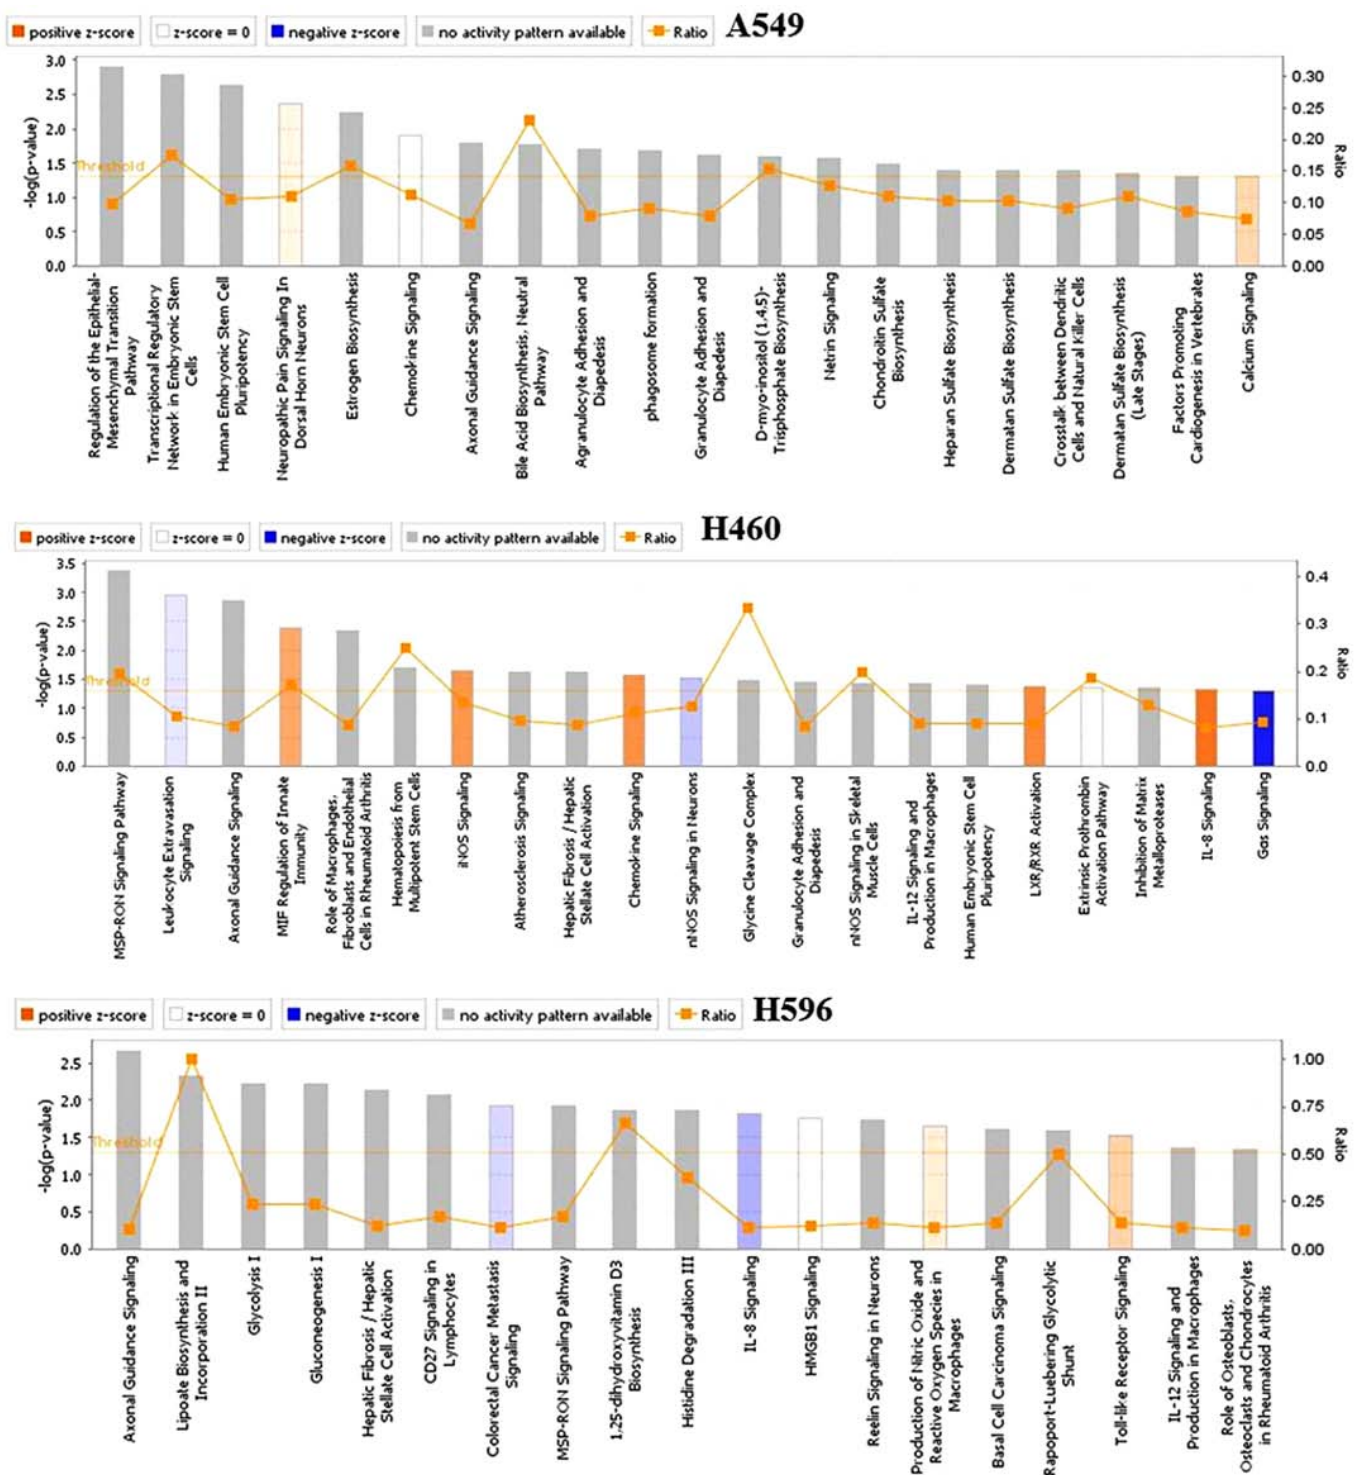 positive z-score z-score = 0 negative z-score no activity pattern available Ratio A549
3.0
2.5
2.0
1.5
1.0
0.5
0.0
-log(p-value)
Threshold
0.30
0.25
0.20
0.15
0.10
0.05
0.00
Ratio
Regulation of the Epithelial-
Mesenchymal Transition
Pathway
Transcriptional Regulatory
Network in Embryonic Stem
Cells
Human Embryonic Stem Cell
Pluripotency
Neuropathic Pain Signaling In
Dorsal Horn Neurons
Estrogen Biosynthesis
Chemokine Signaling
Axonal Guidance Signaling
Bile Acid Biosynthesis, Neutral
Pathway
Agranulocyte Adhesion and
Diapedesis
phagosome formation
Granulocyte Adhesion and
Diapedesis
D-myo-inositol (1,4,5)-
Trisphosphate Biosynthesis
Netrin Signaling
Chondroitin Sulfate
Biosynthesis
Heparan Sulfate Biosynthesis
Dermatan Sulfate Biosynthesis
Crosstalk between Dendritic
Cells and Natural Killer Cells
Dermatan Sulfate Biosynthesis
(Late Stages)
Factors Promoting
Cardiogenesis in Vertebrates
Calcium Signaling
positive z-score z-score = 0 negative z-score no activity pattern available Ratio H460
3.5
3.0
2.5
2.0
1.5
1.0
0.5
0.0
-log(p-value)
Threshold
0.4
0.3
0.2
0.1
0.0
Ratio
MSP-RON Signaling Pathway
Leukocyte Extravasation
Signaling
Axonal Guidance Signaling
MIF Regulation of Innate
Immunity
Role of Macrophages,
Fibroblasts and Endothelial
Cells in Rheumatoid Arthritis
Hematopoiesis from
Multipotent Stem Cells
iNOS Signaling
Atherosclerosis Signaling
Hepatic Fibrosis / Hepatic
Stellate Cell Activation
Chemokine Signaling
nNOS Signaling in Neurons
Glycine Cleavage Complex
Granulocyte Adhesion and
Diapedesis
nNOS Signaling in Skeletal
Muscle Cells
IL-12 Signaling and
Production in Macrophages
Human Embryonic Stem Cell
Pluripotency
LXR/RXR Activation
Extrinsic Prothrombin
Activation Pathway
Inhibition of Matrix
Metalloproteases
IL-8 Signaling
Gαs Signaling
positive z-score z-score = 0 negative z-score no activity pattern available Ratio H596
2.5
2.0
1.5
1.0
0.5
0.0
-log(p-value)
Threshold
1.00
0.75
0.50
0.25
0.00
Ratio
Axonal Guidance Signaling
Lipoate Biosynthesis and
Incorporation II
Glycolysis I
Gluconeogenesis I
Hepatic Fibrosis / Hepatic
Stellate Cell Activation
CD27 Signaling in
Lymphocytes
Colorectal Cancer Metastasis
Signaling
MSP-RON Signaling Pathway
1,25-dihydroxyvitamin D3
Biosynthesis
Histidine Degradation III
IL-8 Signaling
HMGB1 Signaling
Reelin Signaling in Neurons
Production of Nitric Oxide and
Reactive Oxygen Species in
Macrophages
Basal Cell Carcinoma Signaling
Rapoport-Luebering Glycolytic
Shunt
Toll-like Receptor Signaling
IL-12 Signaling and
Production in Macrophages
Role of Osteoblasts,
Osteoclasts and Chondrocytes
in Rheumatoid Arthritis